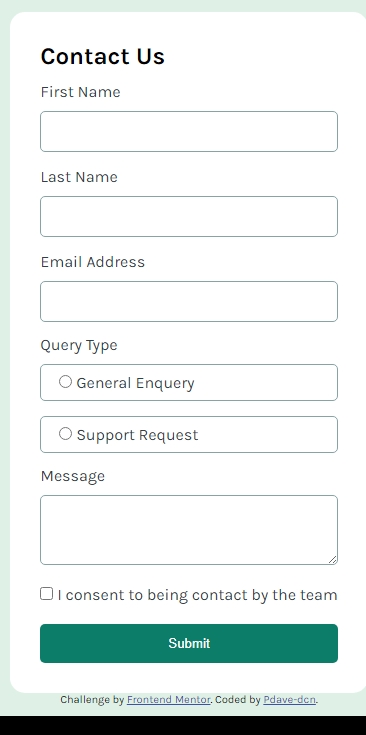 Contact Us
First Name
Last Name
Email Address
Query Type
General Enquery
Support Request
Message
I consent to being contact by the team
Submit
Challenge by Frontend Mentor. Coded by Pdave-dcn.